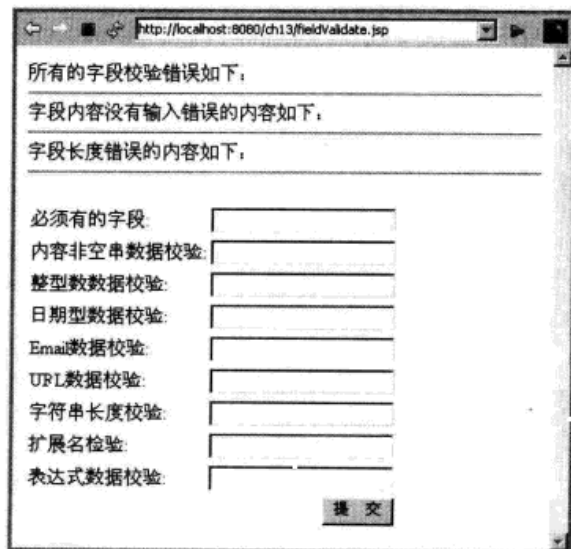 http://localhost:8080/ch13/fieldValidate.jsp
所有的字段校验错误如下：
字段内容没有输入错误的内容如下：
字段长度错误的内容如下：
必须有的字段:
内容非空串数据校验:
整型数数据校验:
日期型数据校验:
Email数据校验:
URL数据校验:
字符串长度校验:
扩展名检验:
表达式数据校验:
提 交